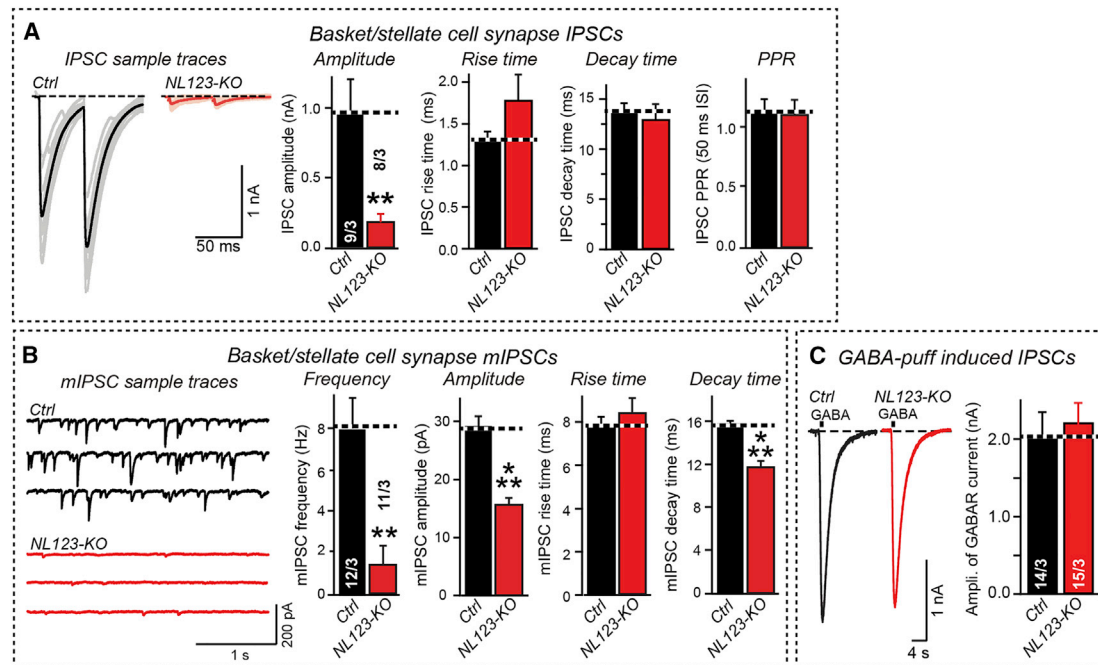 A
Basket/stellate cell synapse IPSCs
IPSC sample traces
Ctrl
NL123-KO
1 nA
50 ms
Amplitude
IPSC amplitude (nA)
1.0
0.5
0.0
9/3
8/3
**
Ctrl
NL123-KO
Rise time
IPSC rise time (ms)
2.0
1.5
1.0
0.5
0.0
Ctrl
NL123-KO
Decay time
IPSC decay time (ms)
15
10
5
0
Ctrl
NL123-KO
PPR
IPSC PPR (50 ms ISI)
1.0
0.5
0.0
Ctrl
NL123-KO
B
Basket/stellate cell synapse mIPSCs
mIPSC sample traces
Ctrl
NL123-KO
200 pA
1 s
Frequency
mIPSC frequency (Hz)
8
6
4
2
0
12/3
11/3
**
Ctrl
NL123-KO
Amplitude
mIPSC amplitude (pA)
30
20
10
0
*
**
Ctrl
NL123-KO
Rise time
mIPSC rise time (ms)
8
6
4
2
0
Ctrl
NL123-KO
Decay time
mIPSC decay time (ms)
16
12
8
4
0
*
**
Ctrl
NL123-KO
C
GABA-puff induced IPSCs
Ctrl
GABA
NL123-KO
GABA
1 nA
4 s
Ampli. of GABAR current (nA)
2.0
1.0
0.0
14/3
15/3
Ctrl
NL123-KO